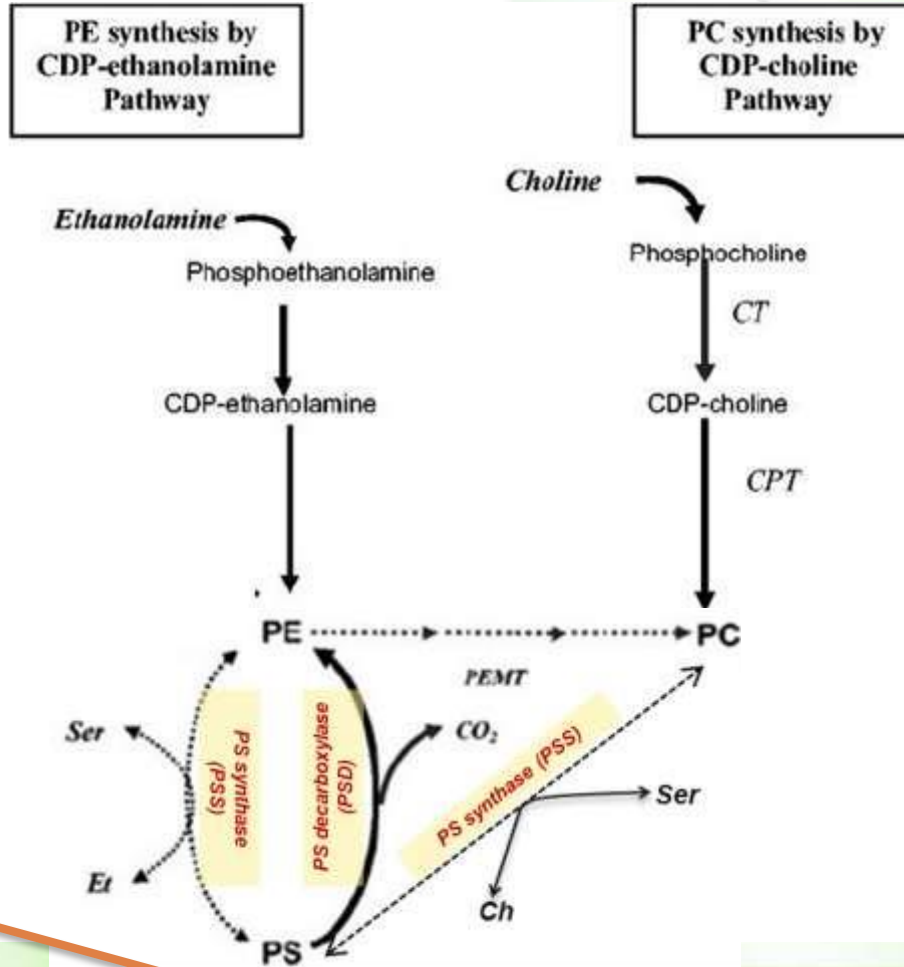 PE synthesis by
CDP-ethanolamine
Pathway
PC synthesis by
CDP-choline
Pathway
Choline
Ethanolamine
Phosphocholine
Phosphoethanolamine
CT
CDP-ethanolamine
CDP-choline
CPT
PE
PC
PEMT
Ser
CO₂
PS synthase
(PSS)
PS decarboxylase
(PSD)
PS synthase (PSS)
Ser
Et
Ch
PS